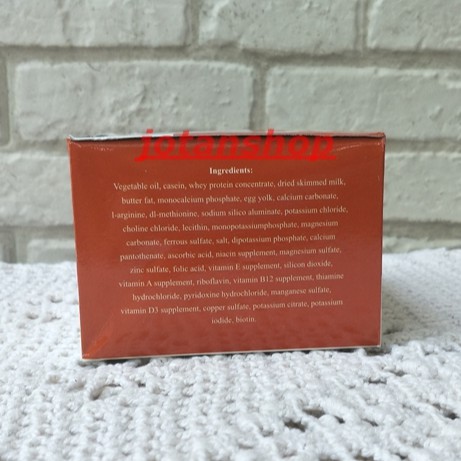 jotanshop
Ingredients:
Vegetable oil, casein, whey protein concentrate, dried skimmed milk,
butter fat, monocalcium phosphate, egg yolk, calcium carbonate,
l-arginine, dl-methionine, sodium silico aluminate, potassium chloride,
choline chloride, lecithin, monopotassiumphosphate, magnesium
carbonate, ferrous sulfate, salt, dipotassium phosphate, calcium
pantothenate, ascorbic acid, niacin supplement, magnesium sulfate,
zinc sulfate, folic acid, vitamin E supplement, silicon dioxide,
vitamin A supplement, riboflavin, vitamin B12 supplement, thiamine
hydrochloride, pyridoxine hydrochloride, manganese sulfate,
vitamin D3 supplement, copper sulfate, potassium citrate, potassium
iodide, biotin.